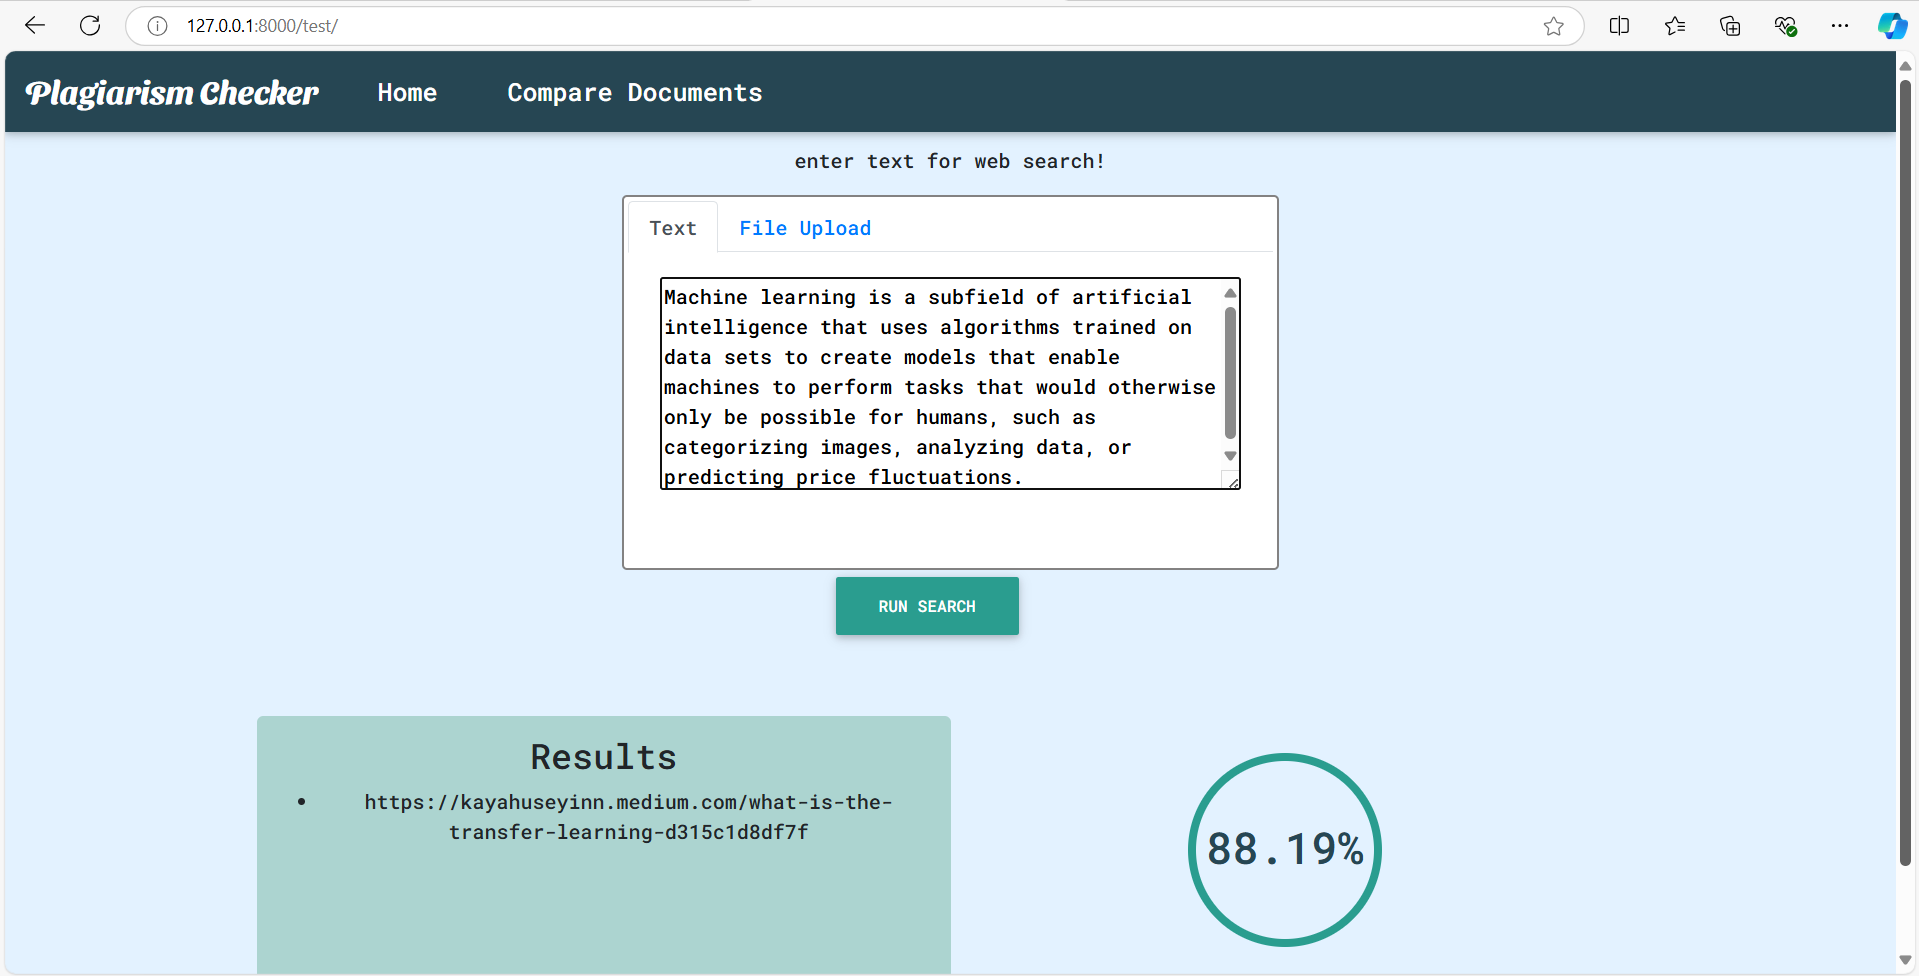 127.0.0.1:8000/test/
Plagiarism Checker Home Compare Documents
enter text for web search!
Text File Upload
Machine learning is a subfield of artificial
intelligence that uses algorithms trained on
data sets to create models that enable
machines to perform tasks that would otherwise
only be possible for humans, such as
categorizing images, analyzing data, or
predicting price fluctuations.
RUN SEARCH
Results
https://kayahuseyinn.medium.com/what-is-the-
transfer-learning-d315c1d8df7f
88.19%